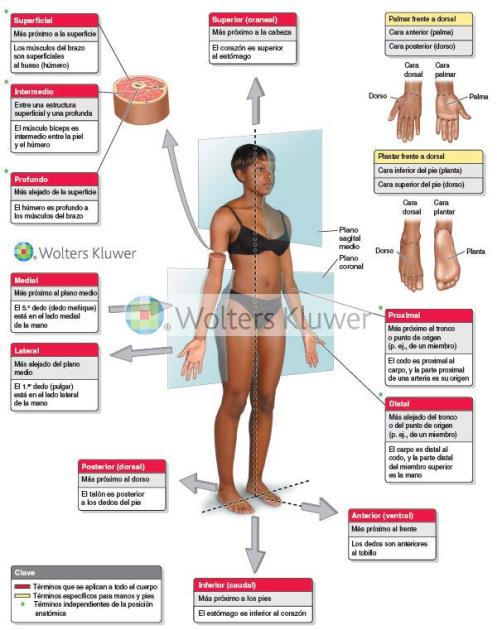 Superficial
Más próximo a la superficie
Los músculos del brazo
son superficiales
al hueso (húmero)
Intermedio
Entre una estructura
superficial y una profunda
El músculo bíceps es
intermedio entre la piel
y el húmero
Profundo
Más alejado de la superficie
El húmero es profundo a
los músculos del brazo
Superior (craneal)
Más próximo a la cabeza
El corazón es superior
al estómago
Palmar frente a dorsal
Cara anterior (palma)
Cara posterior (dorso)
Cara
dorsal
Cara
palmar
Dorso
Palma
Plantar frente a dorsal
Cara inferior del pie (planta)
Cara superior del pie (dorso)
Cara
dorsal
Cara
plantar
Dorso
Planta
Plano
sagital
medio
Plano
coronal
Wolters Kluwer
Medial
Más próximo al plano medio
El 5.º dedo (dedo meñique)
está en el lado medial
de la mano
Lateral
Más alejado del plano
medio
El 1.er dedo (pulgar)
está en el lado lateral
de la mano
® Wolters Kluwer
Proximal
Más próximo al tronco
o punto de origen
(p. ej., de un miembro)
El codo es proximal al
carpo, y la parte proximal
de una arteria es su origen
Distal
Más alejado del tronco
o del punto de origen
(p. ej., de un miembro)
El carpo es distal al
codo, y la parte distal
del miembro superior
es la mano
Posterior (dorsal)
Más próximo al dorso
El talón es posterior
a los dedos del pie
Anterior (ventral)
Más próximo al frente
Los dedos son anteriores
al tobillo
Inferior (caudal)
Más próximo a los pies
El estómago es inferior al corazón
Clave
Términos que se aplican a todo el cuerpo
Términos específicos para manos y pies
* Términos independientes de la posición
anatómica